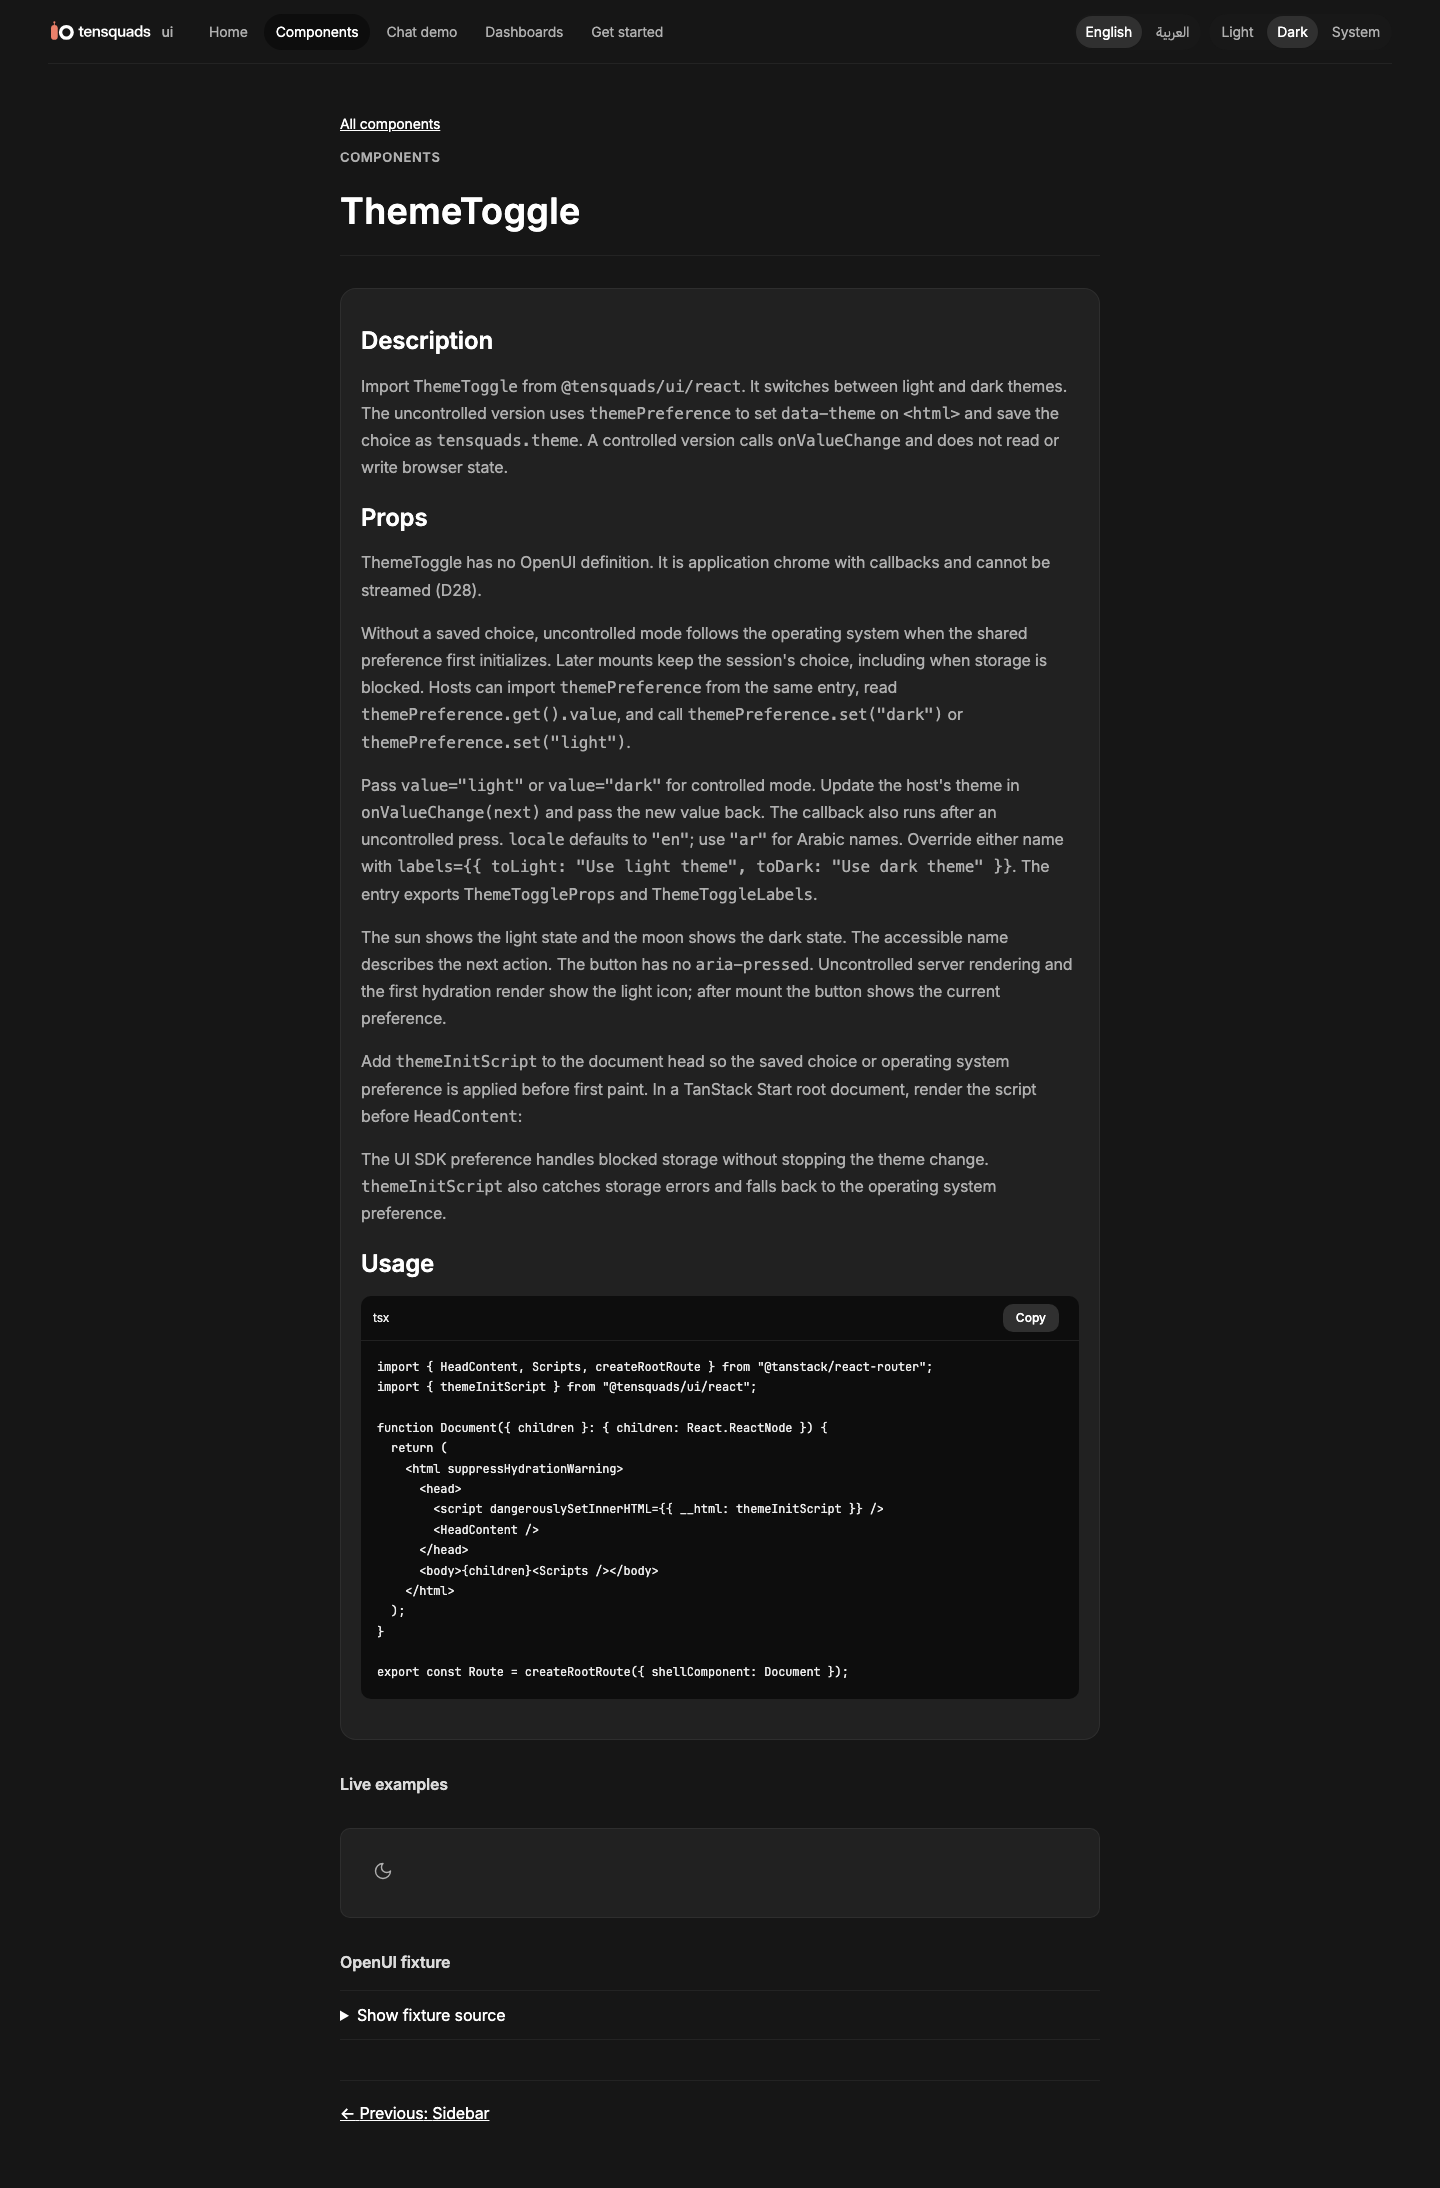 tensquads ui
Home
Components
Chat demo
Dashboards
Get started
English
العربية
Light
Dark
System
All components
COMPONENTS
ThemeToggle
Description
Import ThemeToggle from @tensquads/ui/react. It switches between light and dark themes.
The uncontrolled version uses themePreference to set data-theme on <html> and save the
choice as tensquads.theme. A controlled version calls onValueChange and does not read or
write browser state.
Props
ThemeToggle has no OpenUI definition. It is application chrome with callbacks and cannot be
streamed (D28).
Without a saved choice, uncontrolled mode follows the operating system when the shared
preference first initializes. Later mounts keep the session's choice, including when storage is
blocked. Hosts can import themePreference from the same entry, read
themePreference.get().value, and call themePreference.set("dark") or
themePreference.set("light").
Pass value="light" or value="dark" for controlled mode. Update the host's theme in
onValueChange(next) and pass the new value back. The callback also runs after an
uncontrolled press. locale defaults to "en"; use "ar" for Arabic names. Override either name
with labels={{ toLight: "Use light theme", toDark: "Use dark theme" }}. The
entry exports ThemeToggleProps and ThemeToggleLabels.
The sun shows the light state and the moon shows the dark state. The accessible name
describes the next action. The button has no aria-pressed. Uncontrolled server rendering and
the first hydration render show the light icon; after mount the button shows the current
preference.
Add themeInitScript to the document head so the saved choice or operating system
preference is applied before first paint. In a TanStack Start root document, render the script
before HeadContent:
The UI SDK preference handles blocked storage without stopping the theme change.
themeInitScript also catches storage errors and falls back to the operating system
preference.
Usage
tsx
Copy
import { HeadContent, Scripts, createRootRoute } from "@tanstack/react-router";
import { themeInitScript } from "@tensquads/ui/react";
function Document({ children }: { children: React.ReactNode }) {
  return (
    <html suppressHydrationWarning>
      <head>
        <script dangerouslySetInnerHTML={{ __html: themeInitScript }} />
        <HeadContent />
      </head>
      <body>{children}<Scripts /></body>
    </html>
  );
}
export const Route = createRootRoute({ shellComponent: Document });
Live examples
OpenUI fixture
Show fixture source
← Previous: Sidebar